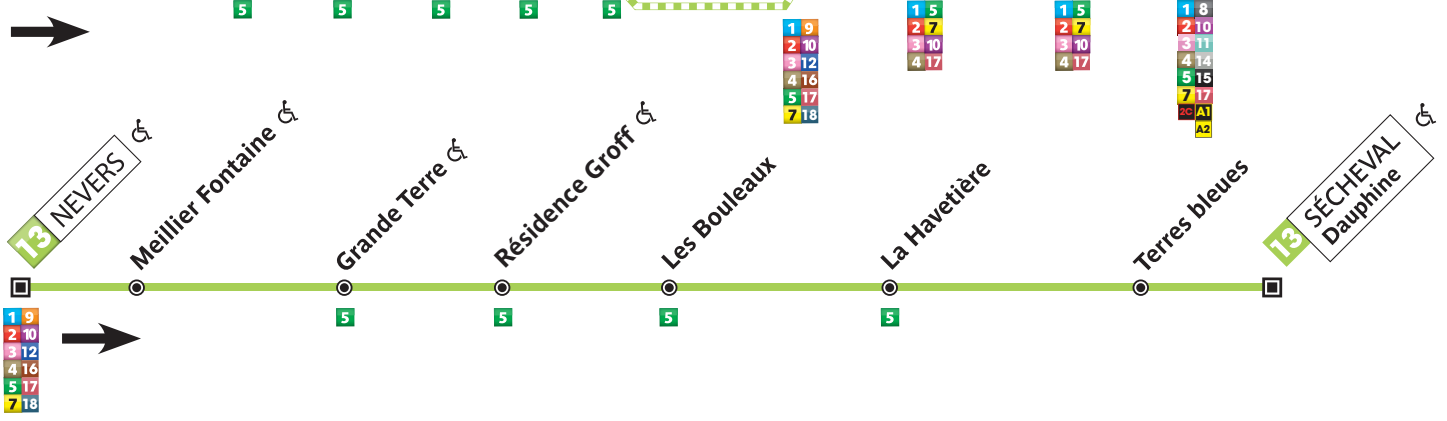 5 5 5 5 5
1 9
2 10
3 12
4 16
5 17
7 18
1 5
2 7
3 10
4 17
1 5
2 7
3 10
4 17
1 8
2 10
3 11
4 14
5 15
7 17
2C A1
A2
13 NEVERS
Meillier Fontaine
Grande Terre
Résidence Groff
Les Bouleaux
La Havetière
Terres bleues
13 SÉCHEVAL
Dauphine
5 5 5 5
1 9
2 10
3 12
4 16
5 17
7 18